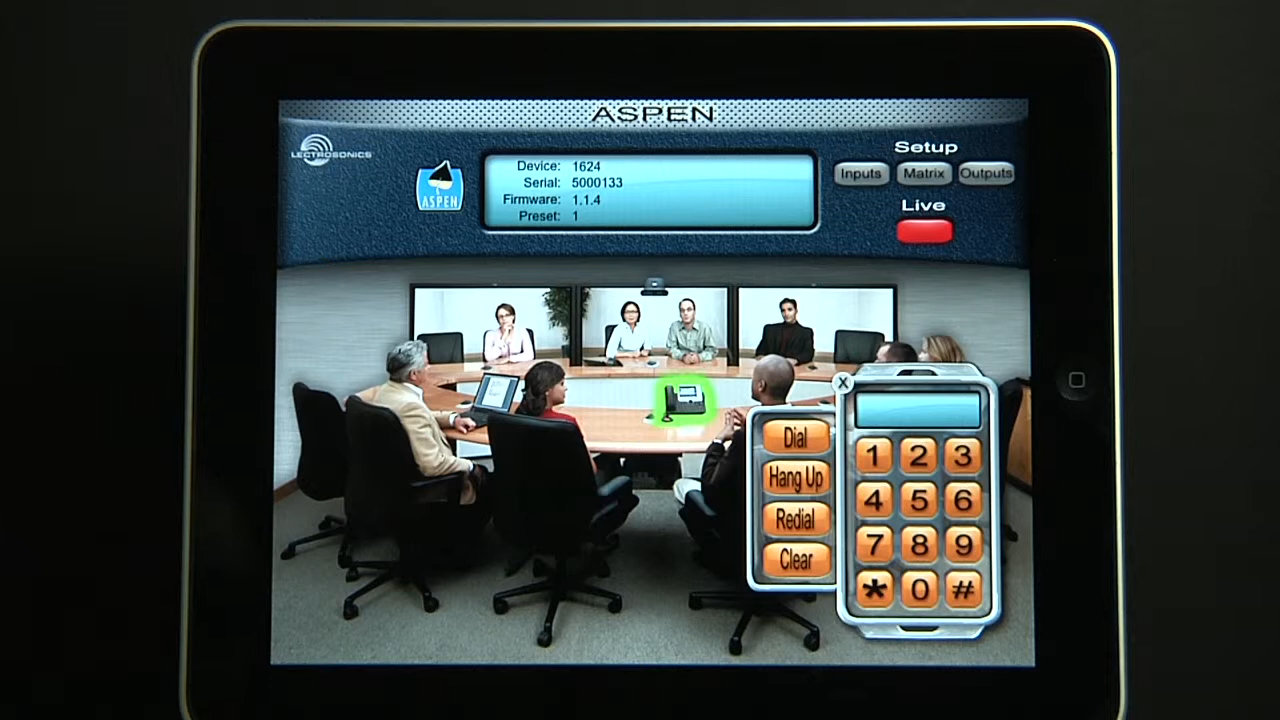 ASPEN
LECTROSONICS
ASPEN
Device: 1624
Serial: 5000133
Firmware: 1.1.4
Preset: 1
Setup
Inputs Matrix Outputs
Live
X
Dial
Hang Up
Redial
Clear
1 2 3
4 5 6
7 8 9
* 0 #